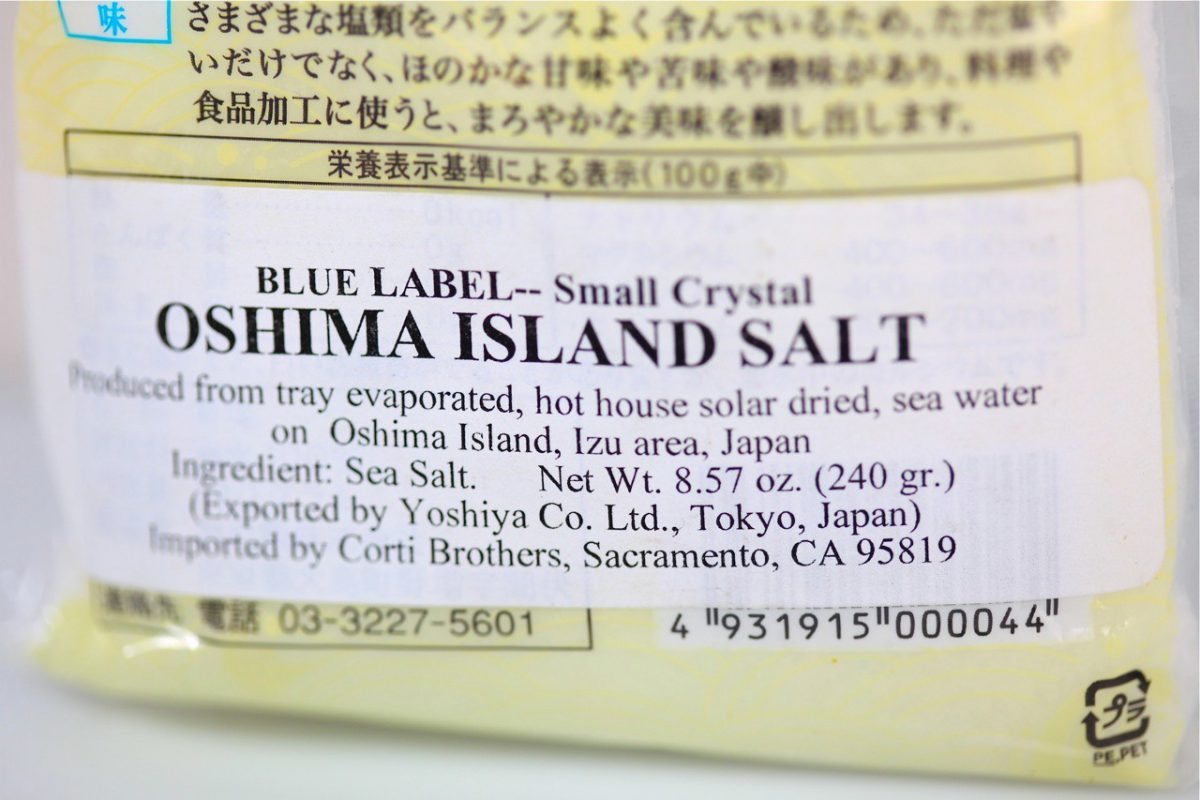 味
さまざまな塩類をバランスよく含んでいるため、ただ塩か
いだけでなく、ほのかな甘味や苦味や酸味があり、料理や
食品加工に使うと、まろやかな美味を醸し出します。
栄養表示基準による表示(100g中)
BLUE LABEL-- Small Crystal
OSHIMA ISLAND SALT
Produced from tray evaporated, hot house solar dried, sea water
on Oshima Island, Izu area, Japan
Ingredient: Sea Salt. Net Wt. 8.57 oz. (240 gr.)
(Exported by Yoshiya Co. Ltd., Tokyo, Japan)
Imported by Corti Brothers, Sacramento, CA 95819
連絡先 電話 03-3227-5601
4 "931915"000044"
プラ
PE,PET